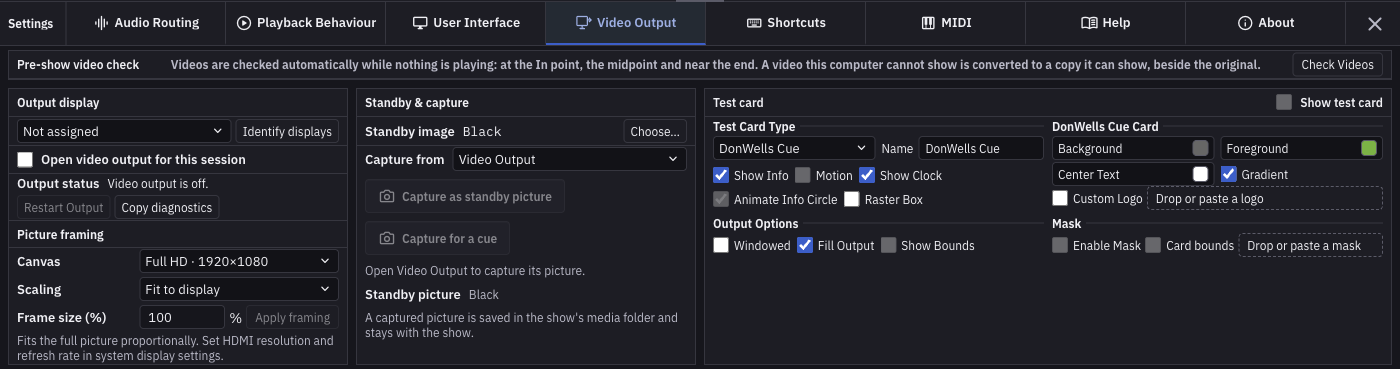 Settings
Audio Routing
Playback Behaviour
User Interface
Video Output
Shortcuts
MIDI
Help
About
Pre-show video check
Videos are checked automatically while nothing is playing: at the In point, the midpoint and near the end. A video this computer cannot show is converted to a copy it can show, beside the original.
Check Videos
Output display
Not assigned
Identify displays
Open video output for this session
Output status Video output is off.
Restart Output
Copy diagnostics
Picture framing
Canvas
Full HD · 1920×1080
Scaling
Fit to display
Frame size (%)
100
%
Apply framing
Fits the full picture proportionally. Set HDMI resolution and
refresh rate in system display settings.
Standby & capture
Standby image Black
Choose...
Capture from
Video Output
Capture as standby picture
Capture for a cue
Open Video Output to capture its picture.
Standby picture Black
A captured picture is saved in the show's media folder and
stays with the show.
Test card
Show test card
Test Card Type
DonWells Cue
Name
DonWells Cue
Show Info
Motion
Show Clock
Animate Info Circle
Raster Box
Output Options
Windowed
Fill Output
Show Bounds
DonWells Cue Card
Background
Foreground
Center Text
Gradient
Custom Logo
Drop or paste a logo
Mask
Enable Mask
Card bounds
Drop or paste a mask